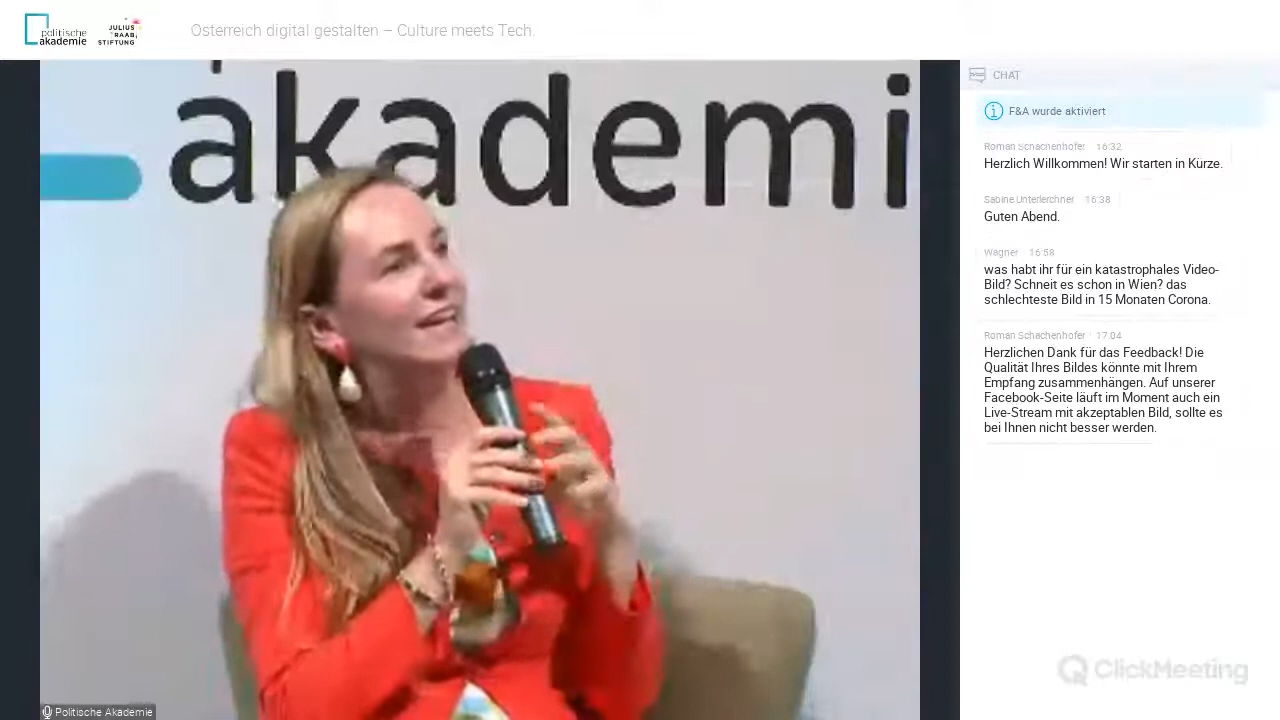 politische
akademie
JULIUS
RAAB
STIFTUNG
Österreich digital gestalten – Culture meets Tech.
akademi
Politische Akademie
CHAT
F&A wurde aktiviert
Roman Schachenhofer 16:32
Herzlich Willkommen! Wir starten in Kürze.
Sabine Unterlerchner 16:38
Guten Abend.
Wagner 16:58
was habt ihr für ein katastrophales Video-
Bild? Schneit es schon in Wien? das
schlechteste Bild in 15 Monaten Corona.
Roman Schachenhofer 17:04
Herzlichen Dank für das Feedback! Die
Qualität Ihres Bildes könnte mit Ihrem
Empfang zusammenhängen. Auf unserer
Facebook-Seite läuft im Moment auch ein
Live-Stream mit akzeptablen Bild, sollte es
bei Ihnen nicht besser werden.
ClickMeeting